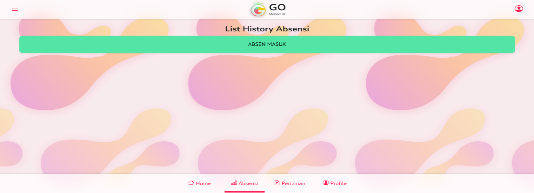 GO
List History Absensi
ABSEN MASUK
Home Absensi Perizinan Profile